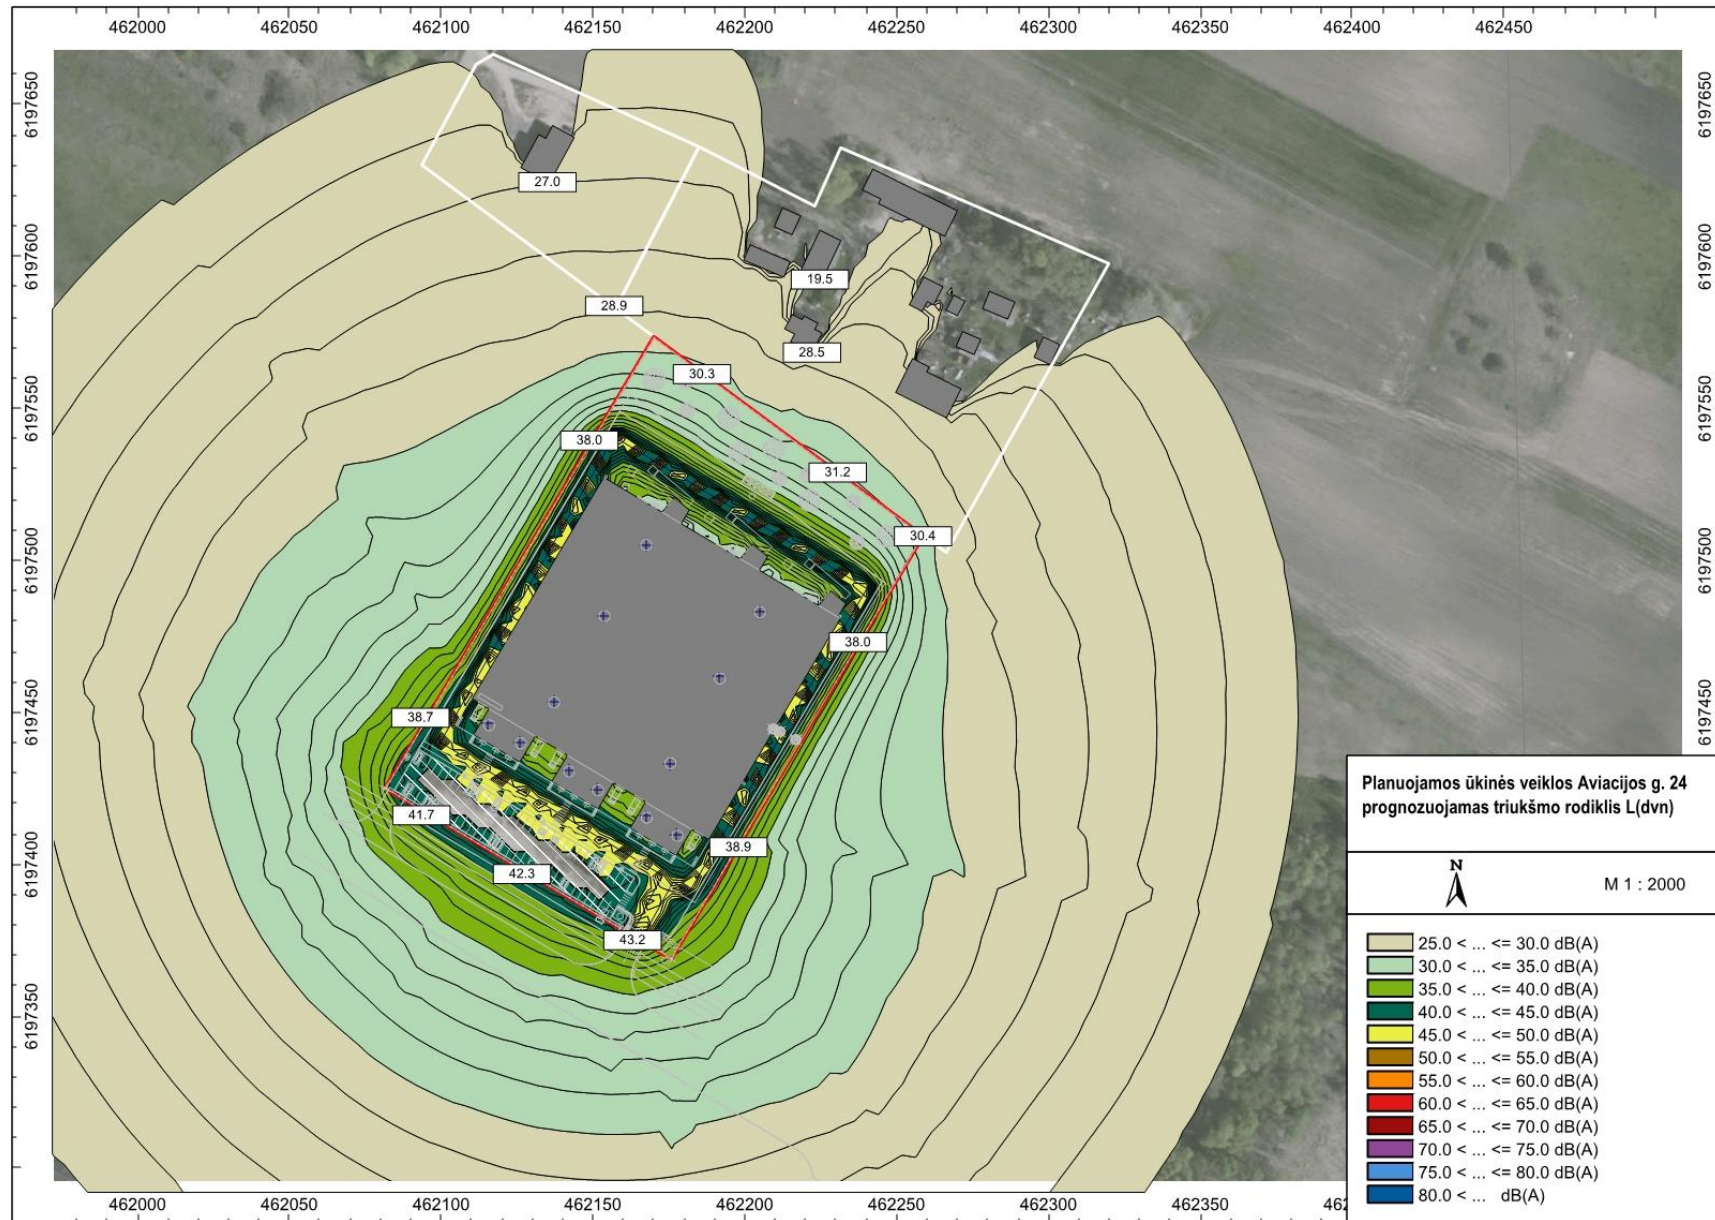 462000 462050 462100 462150 462200 462250 462300 462350 462400 462450
6197650 6197650
27.0
6197600 6197600
19.5
28.9
28.5
30.3
6197550 6197550
38.0
31.2
30.4
6197500 6197500
38.0
38.7
6197450 6197450
41.7
38.9
6197400
42.3
43.2
6197350
Planuojamos ūkinės veiklos Aviacijos g. 24
prognozuojamas triukšmo rodiklis L(dvn)
N
M 1 : 2000
25.0 < ... <= 30.0 dB(A)
30.0 < ... <= 35.0 dB(A)
35.0 < ... <= 40.0 dB(A)
40.0 < ... <= 45.0 dB(A)
45.0 < ... <= 50.0 dB(A)
50.0 < ... <= 55.0 dB(A)
55.0 < ... <= 60.0 dB(A)
60.0 < ... <= 65.0 dB(A)
65.0 < ... <= 70.0 dB(A)
70.0 < ... <= 75.0 dB(A)
75.0 < ... <= 80.0 dB(A)
80.0 < ... dB(A)
462000 462050 462100 462150 462200 462250 462300 462350